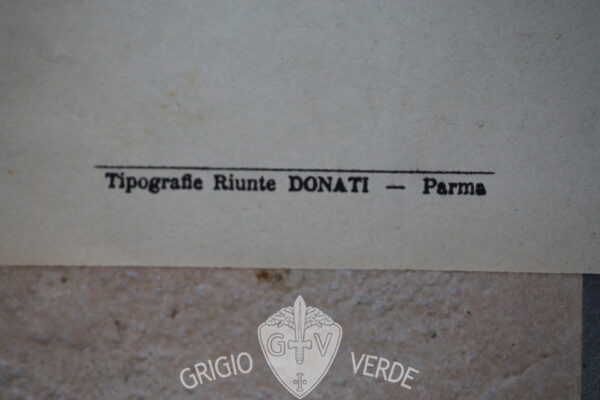 Tipografie Riunte DONATI — Parma
G V
GRIGIO VERDE